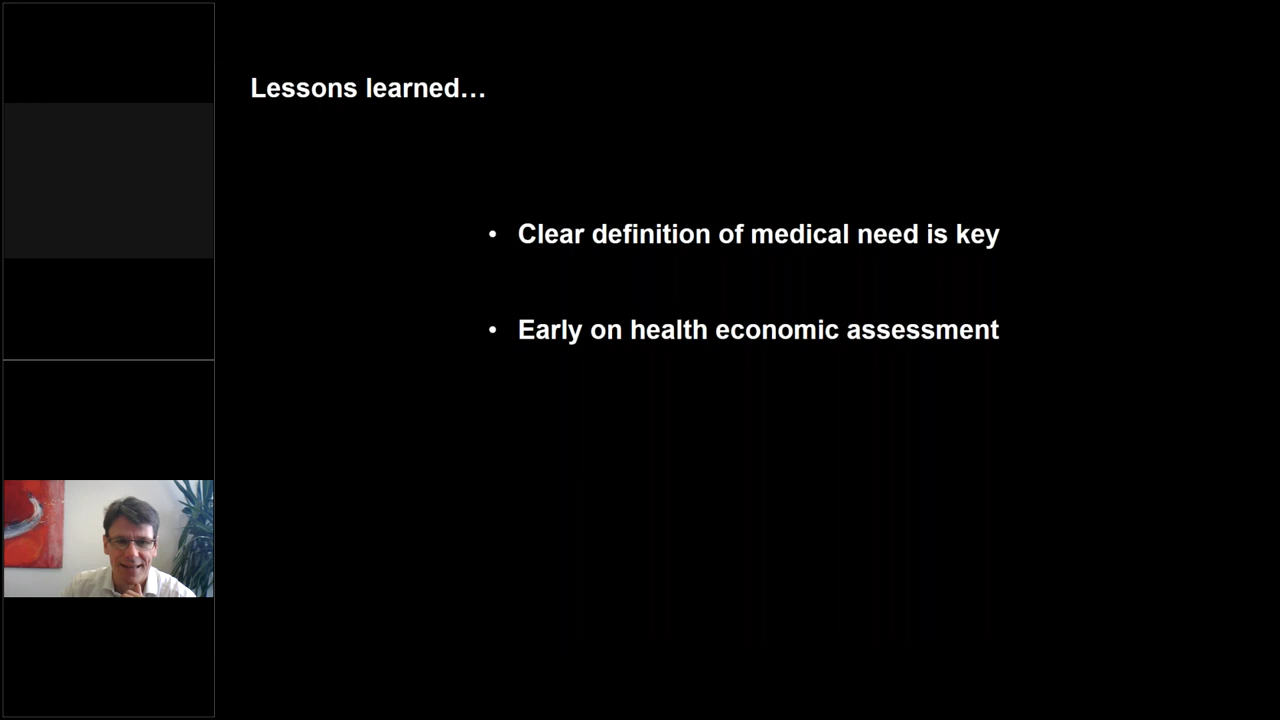 Lessons learned…
• Clear definition of medical need is key
• Early on health economic assessment